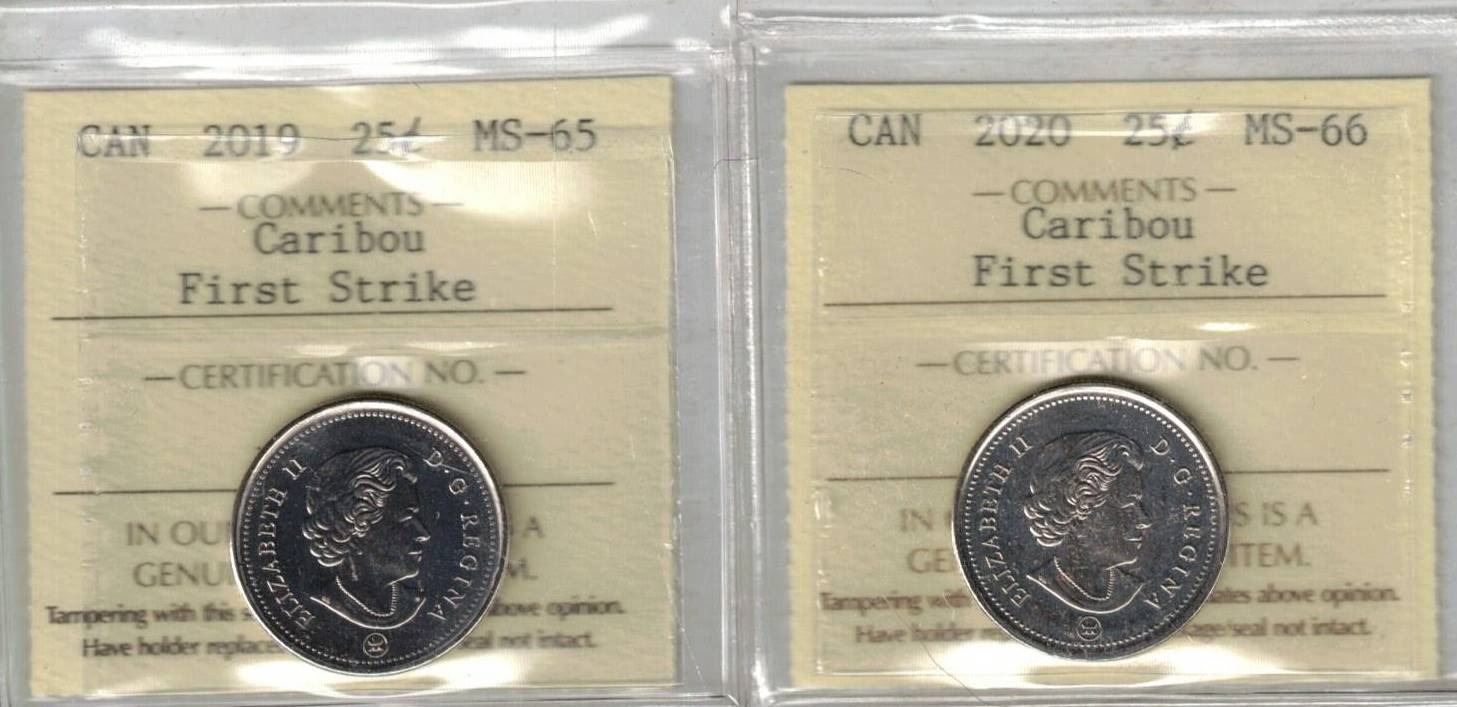 CAN 2019 25¢ MS-65
— COMMENTS —
Caribou
First Strike
— CERTIFICATION NO. —
IN OU A
GENUI M.
Tampering with this s above opinion.
Have holder replace seal not intact.
ELIZABETH II D·G·REGINA
CAN 2020 25¢ MS-66
— COMMENTS —
Caribou
First Strike
— CERTIFICATION NO. —
IN S IS A
GE ITEM.
Tampering with ates above opinion.
Have holder re age/seal not intact.
ELIZABETH II D·G·REGINA